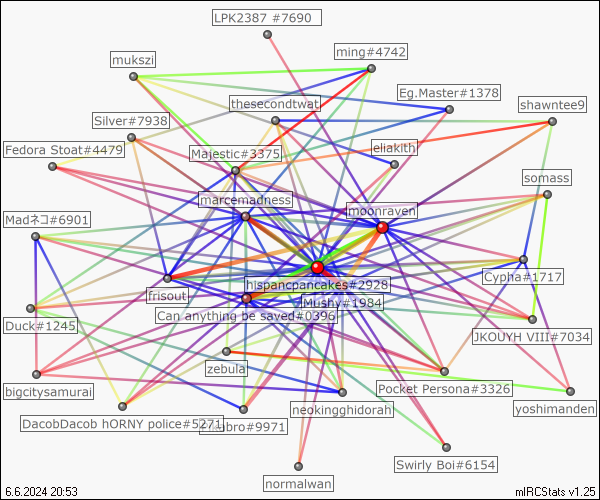 LPK2387 #7690
ming#4742
mukszi
Eg.Master#1378
thesecondtwat
shawntee9
Silver#7938
eliakith
Fedora Stoat#4479
Majestic#3375
somass
marcemadness
moonraven
Madネコ#6901
Cypha#1717
hispancpancakes#2928
frisout
Mushy#1984
Can anything be saved#0396
Duck#1245
JKOUYH VIII#7034
zebula
Pocket Persona#3326
bigcitysamurai
yoshimanden
neokingghidorah
DacobDacob hORNY police#5271
bro#9971
Swirly Boi#6154
normalwan
6.6.2024 20:53
mIRCStats v1.25